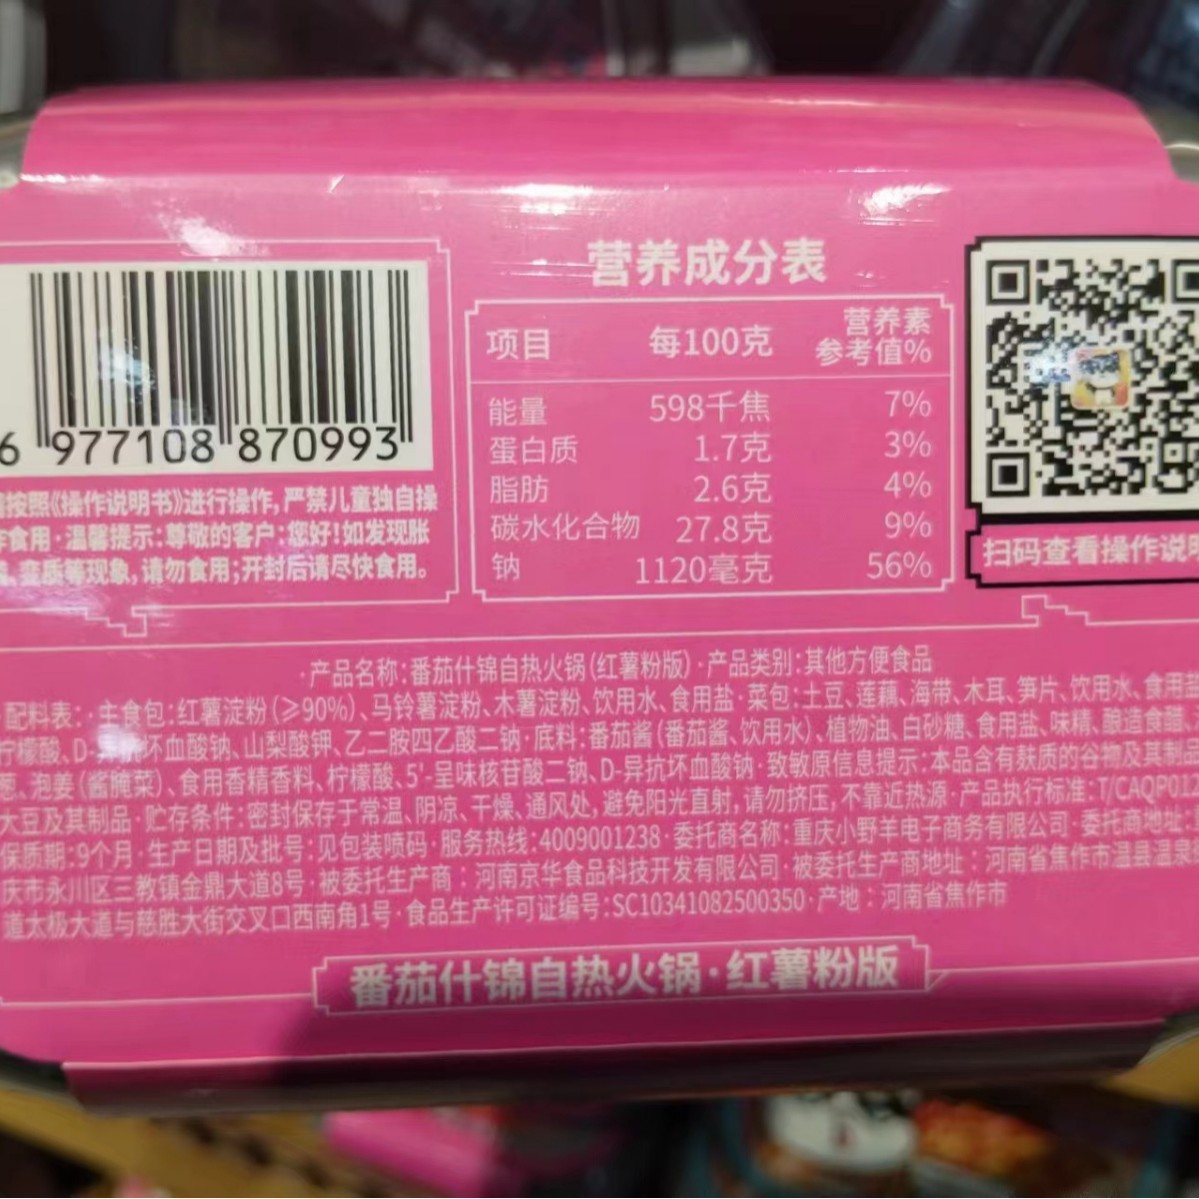 营养成分表
项目 每100克 营养素参考值%
能量 598千焦 7%
蛋白质 1.7克 3%
脂肪 2.6克 4%
碳水化合物 27.8克 9%
钠 1120毫克 56%
6 977108 870993
按照《操作说明书》进行操作,严禁儿童独自操
食用·温馨提示:尊敬的客户:您好!如发现胀
变质等现象,请勿食用;开封后请尽快食用。
扫码查看操作说明
·产品名称:番茄什锦自热火锅(红薯粉版)·产品类别:其他方便食品
配料表:·主食包:红薯淀粉(≥90%)、马铃薯淀粉、木薯淀粉、饮用水、食用盐·菜包:土豆、莲藕、海带、木耳、笋片、饮用水、食用盐
柠檬酸、D-异抗坏血酸钠、山梨酸钾、乙二胺四乙酸二钠·底料:番茄酱(番茄酱、饮用水)、植物油、白砂糖、食用盐、味精、酿造食醋、
葱、泡姜(酱腌菜)、食用香精香料、柠檬酸、5'-呈味核苷酸二钠、D-异抗坏血酸钠·致敏原信息提示:本品含有麸质的谷物及其制品
大豆及其制品·贮存条件:密封保存于常温、阴凉、干燥、通风处,避免阳光直射,请勿挤压,不靠近热源·产品执行标准:T/CAQP01
保质期:9个月·生产日期及批号:见包装喷码·服务热线:4009001238·委托商名称:重庆小野羊电子商务有限公司·委托商地址:
庆市永川区三教镇金鼎大道8号·被委托生产商:河南京华食品科技开发有限公司·被委托生产商地址:河南省焦作市温县温泉
道太极大道与慈胜大街交叉口西南角1号·食品生产许可证编号:SC10341082500350·产地:河南省焦作市
番茄什锦自热火锅·红薯粉版